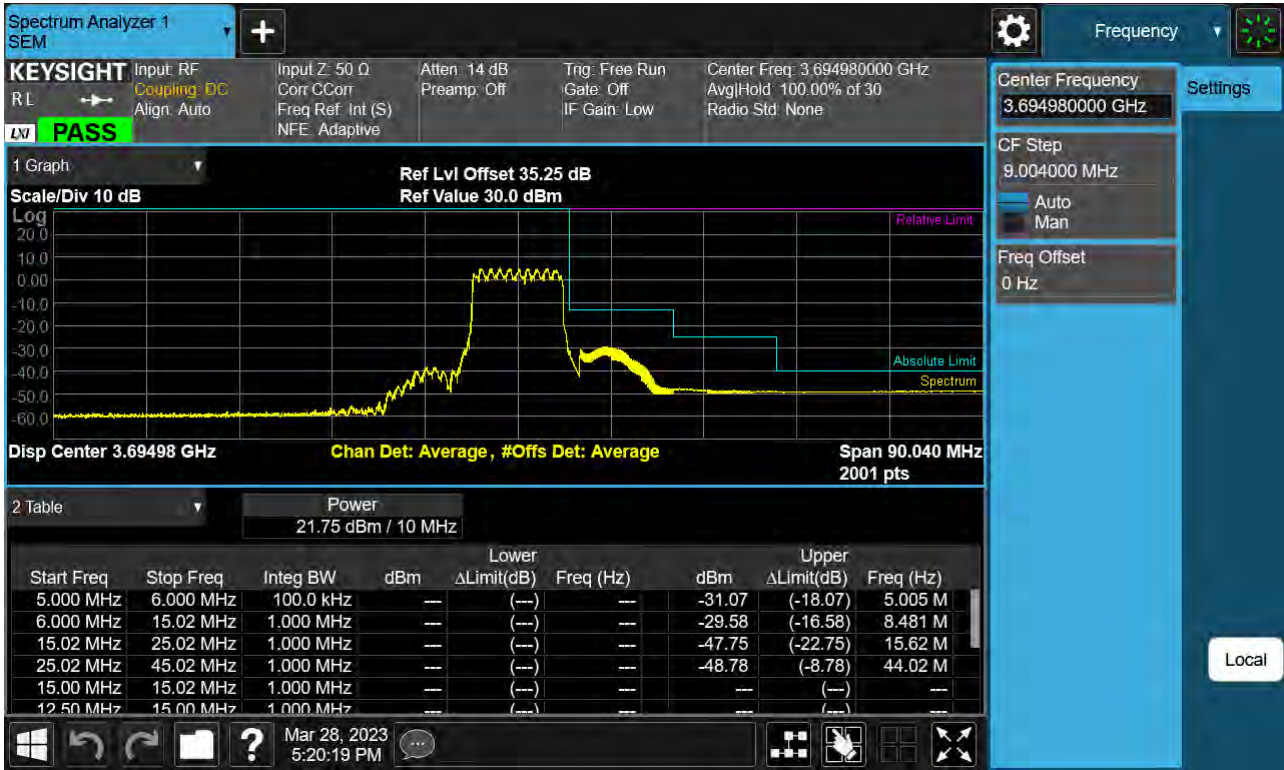 Spectrum Analyzer 1
SEM
Frequency
KEYSIGHT
RL
LXI
PASS
Input: RF
Coupling: DC
Align: Auto
Input Z: 50 Ω
Corr CCorr
Freq Ref: Int (S)
NFE: Adaptive
Atten: 14 dB
Preamp: Off
Trig: Free Run
Gate: Off
IF Gain: Low
Center Freq: 3.694980000 GHz
Avg|Hold: 100.00% of 30
Radio Std: None
Center Frequency
3.694980000 GHz
Settings
CF Step
9.004000 MHz
Auto
Man
Freq Offset
0 Hz
1 Graph
Scale/Div 10 dB
Ref Lvl Offset 35.25 dB
Ref Value 30.0 dBm
Log
20.0
10.0
0.00
-10.0
-20.0
-30.0
-40.0
-50.0
-60.0
Relative Limit
Absolute Limit
Spectrum
Disp Center 3.69498 GHz
Chan Det: Average, #Offs Det: Average
Span 90.040 MHz
2001 pts
2 Table
Power
21.75 dBm / 10 MHz
Lower Upper
Start Freq Stop Freq Integ BW dBm ΔLimit(dB) Freq (Hz) dBm ΔLimit(dB) Freq (Hz)
5.000 MHz 6.000 MHz 100.0 kHz --- (---) --- -31.07 (-18.07) 5.005 M
6.000 MHz 15.02 MHz 1.000 MHz --- (---) --- -29.58 (-16.58) 8.481 M
15.02 MHz 25.02 MHz 1.000 MHz --- (---) --- -47.75 (-22.75) 15.62 M
25.02 MHz 45.02 MHz 1.000 MHz --- (---) --- -48.78 (-8.78) 44.02 M
15.00 MHz 15.02 MHz 1.000 MHz --- (---) --- --- (---) ---
12.50 MHz 15.00 MHz 1.000 MHz --- (---) --- --- (---) ---
Local
?
Mar 28, 2023
5:20:19 PM